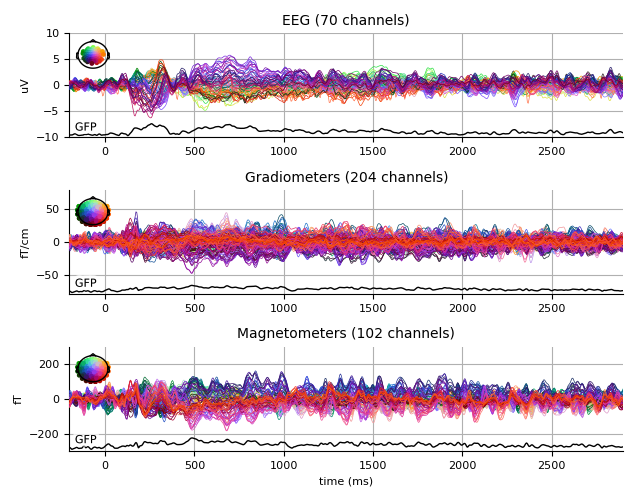 EEG (70 channels)
10
5
0
−5
−10
uV
GFP
0 500 1000 1500 2000 2500
Gradiometers (204 channels)
50
0
−50
fT/cm
GFP
0 500 1000 1500 2000 2500
Magnetometers (102 channels)
200
0
−200
fT
GFP
0 500 1000 1500 2000 2500
time (ms)